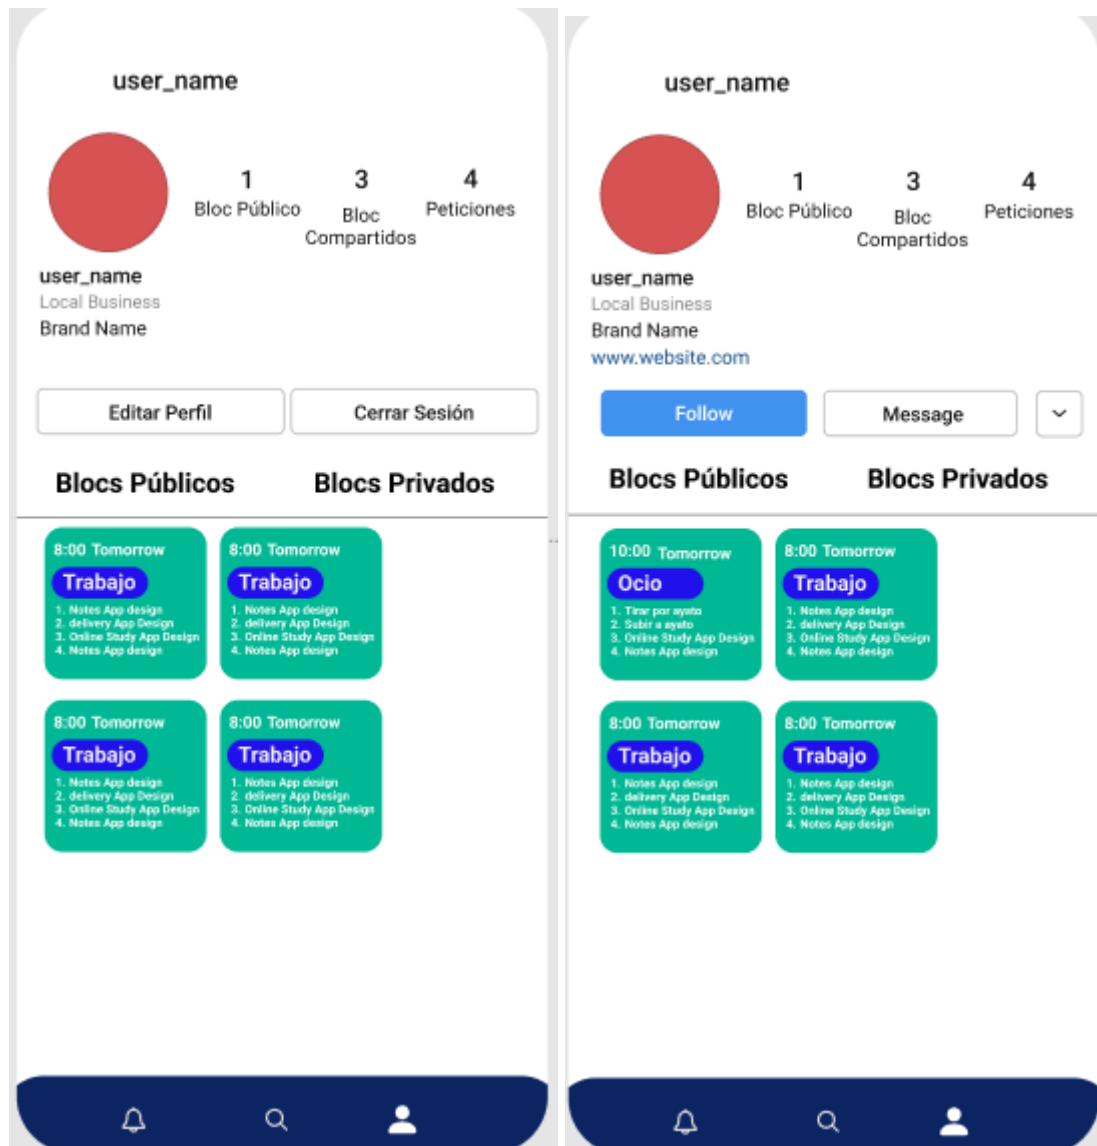 user_name
1
3
4
Bloc Público
Bloc
Compartidos
Peticiones
user_name
Local Business
Brand Name
Editar Perfil
Cerrar Sesión
Blocs Públicos
Blocs Privados
8:00 Tomorrow
Trabajo
1. Notes App design
2. delivery App Design
3. Online Study App Design
4. Notes App design
8:00 Tomorrow
Trabajo
1. Notes App design
2. delivery App Design
3. Online Study App Design
4. Notes App design
8:00 Tomorrow
Trabajo
1. Notes App design
2. delivery App Design
3. Online Study App Design
4. Notes App design
8:00 Tomorrow
Trabajo
1. Notes App design
2. delivery App Design
3. Online Study App Design
4. Notes App design
user_name
1
3
4
Bloc Público
Bloc
Compartidos
Peticiones
user_name
Local Business
Brand Name
www.website.com
Follow
Message
Blocs Públicos
Blocs Privados
10:00 Tomorrow
Ocio
1. Tirar por ayato
2. Subir a ayato
3. Online Study App Design
4. Notes App design
8:00 Tomorrow
Trabajo
1. Notes App design
2. delivery App Design
3. Online Study App Design
4. Notes App design
8:00 Tomorrow
Trabajo
1. Notes App design
2. delivery App Design
3. Online Study App Design
4. Notes App design
8:00 Tomorrow
Trabajo
1. Notes App design
2. delivery App Design
3. Online Study App Design
4. Notes App design